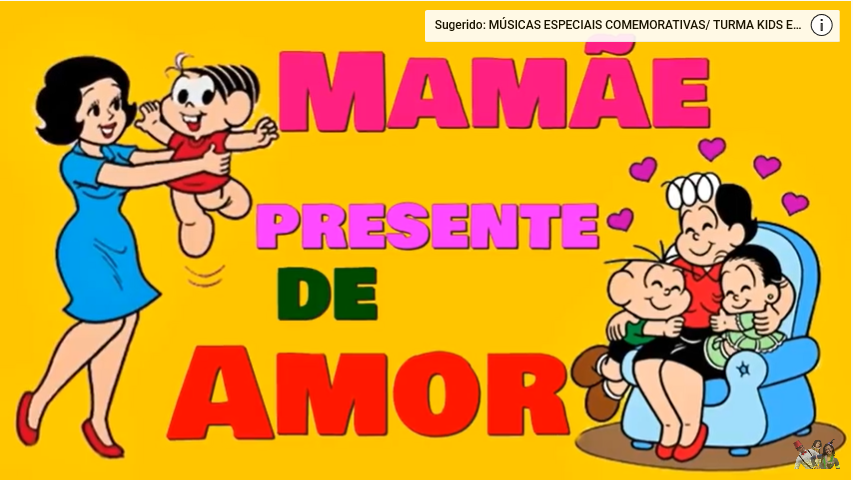 Sugerido: MÚSICAS ESPECIAIS COMEMORATIVAS/ TURMA KIDS E...
MAMÃE
PRESENTE
DE
AMOR